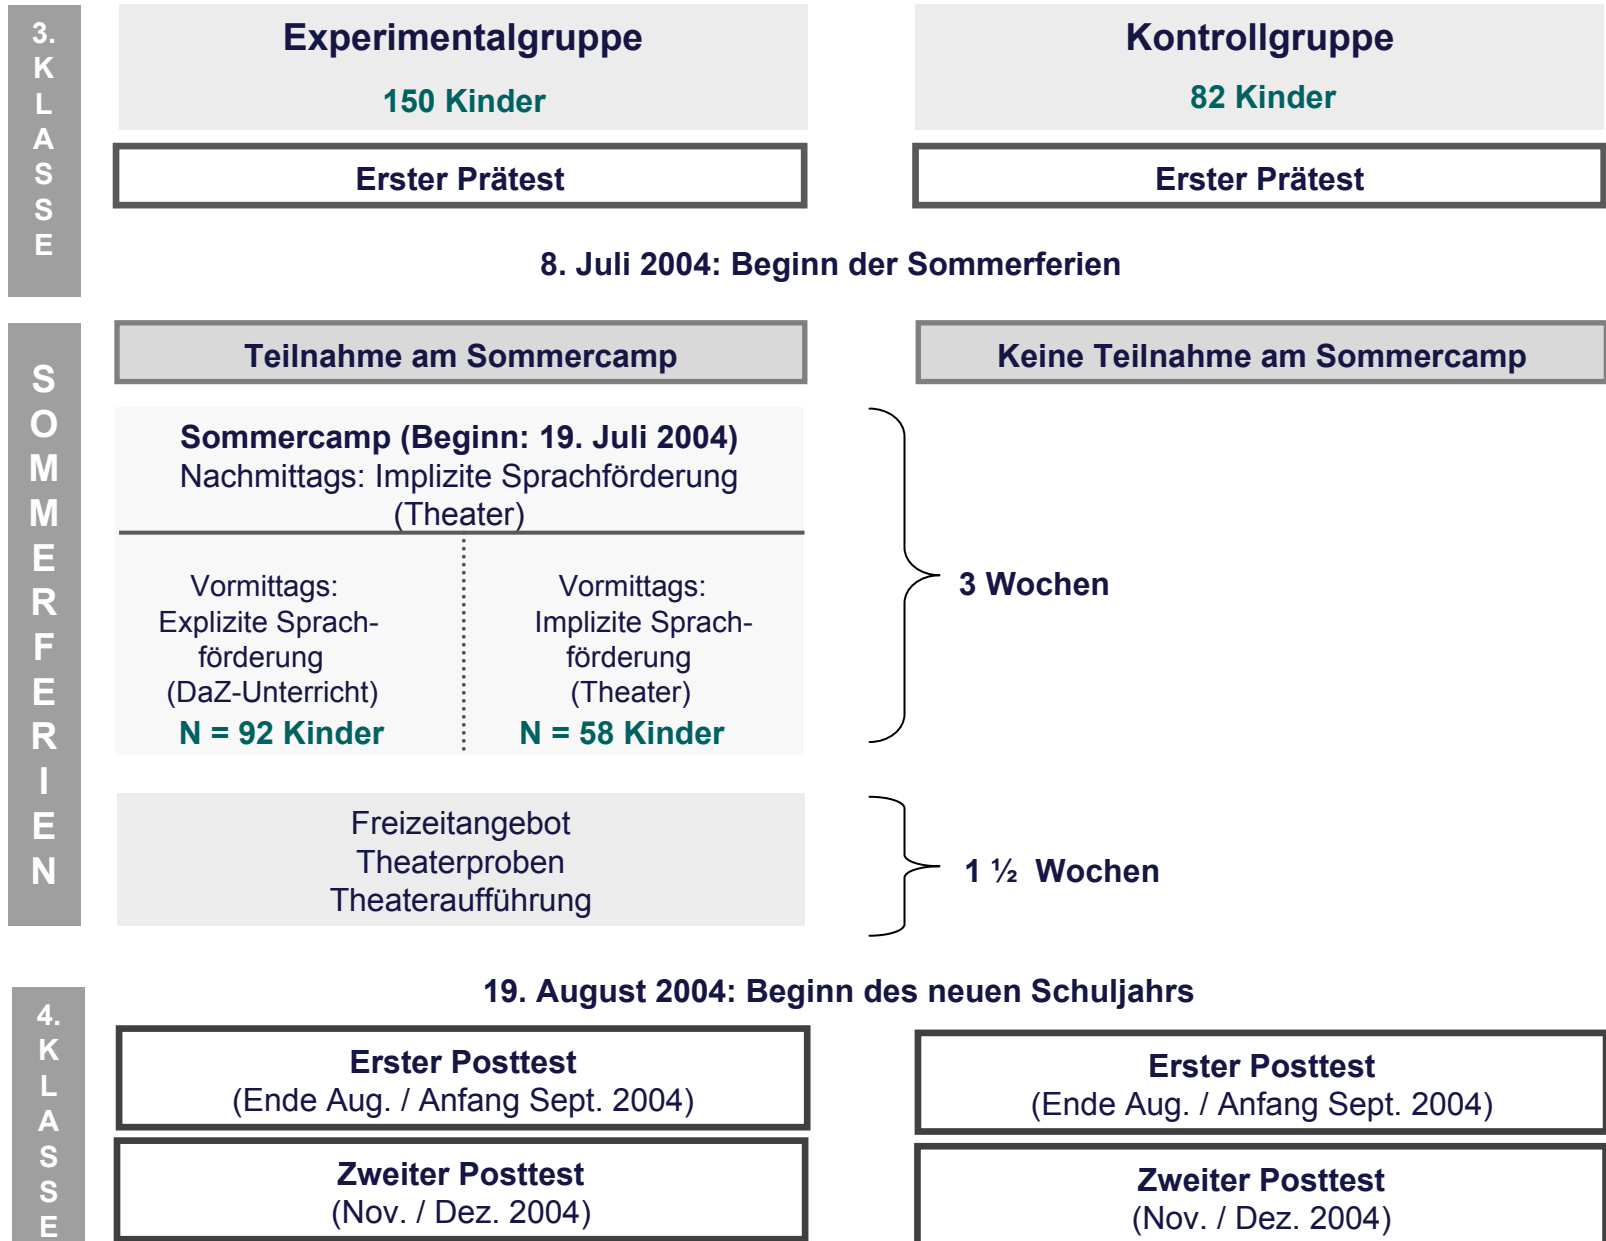 3.
K
L
A
S
S
E
Experimentalgruppe
150 Kinder
Kontrollgruppe
82 Kinder
Erster Prätest
Erster Prätest
8. Juli 2004: Beginn der Sommerferien
S
O
M
M
E
R
F
E
R
I
E
N
Teilnahme am Sommercamp
Keine Teilnahme am Sommercamp
Sommercamp (Beginn: 19. Juli 2004)
Nachmittags: Implizite Sprachförderung
(Theater)
Vormittags:
Explizite Sprach-
förderung
(DaZ-Unterricht)
N = 92 Kinder
Vormittags:
Implizite Sprach-
förderung
(Theater)
N = 58 Kinder
3 Wochen
Freizeitangebot
Theaterproben
Theateraufführung
1 ½ Wochen
19. August 2004: Beginn des neuen Schuljahrs
4.
K
L
A
S
S
E
Erster Posttest
(Ende Aug. / Anfang Sept. 2004)
Erster Posttest
(Ende Aug. / Anfang Sept. 2004)
Zweiter Posttest
(Nov. / Dez. 2004)
Zweiter Posttest
(Nov. / Dez. 2004)